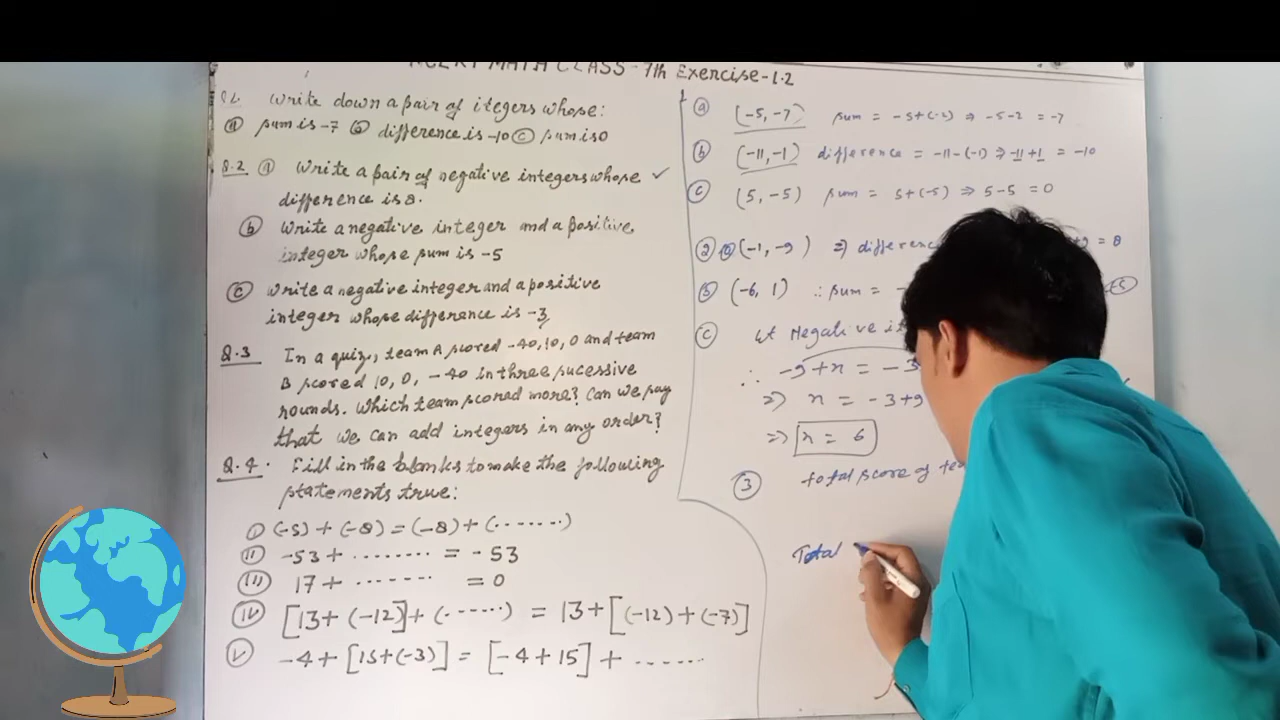 NCERT MATH CLASS - 7th Exercise-1.2
Write down a pair of itegers whose:
ⓐ sum is -7 ⓑ difference is -10 ⓒ sum is 0
Q.2 ⓐ Write a pair of negative integers whose ✓
difference is 8.
ⓑ Write a negative integer and a positive
integer whose sum is -5
ⓒ Write a negative integer and a positive
integer whose difference is -3,
Q.3 In a quiz, team A scored -40, 10, 0 and team
B scored 10, 0, -40 in three sucessive
rounds. Which team scored more? Can we say
that we can add integers in any order?
Q.4. Fill in the blanks to make the following
statements true:
ⓘ (-5) + (-8) = (-8) + (.......)
ⓘⓘ -53 + ........ = -53
ⓘⓘⓘ 17 + ....... = 0
ⓘⓥ [13 + (-12)] + (......) = 13 + [(-12) + (-7)]
ⓥ -4 + [15+(-3)] = [-4 + 15] + ......
ⓐ (-5, -7) sum = -5+(-2) ⇒ -5-2 = -7
ⓑ (-11, -1) difference = -11-(-1) ⇒ -11+1 = -10
ⓒ (5, -5) sum = 5+(-5) ⇒ 5-5 = 0
② ⓐ (-1, -9) ⇒ = 8
ⓑ (-6, 1) ∴ sum = -5
ⓒ let Negative
∴ -9+x = -3
⇒ x = -3+9
⇒ x = 6
③ total score of
Total